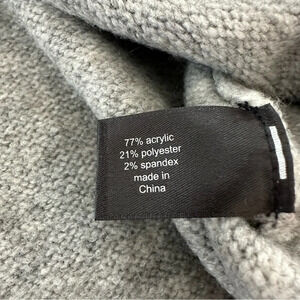 77% acrylic
21% polyester
2% spandex
made in
China